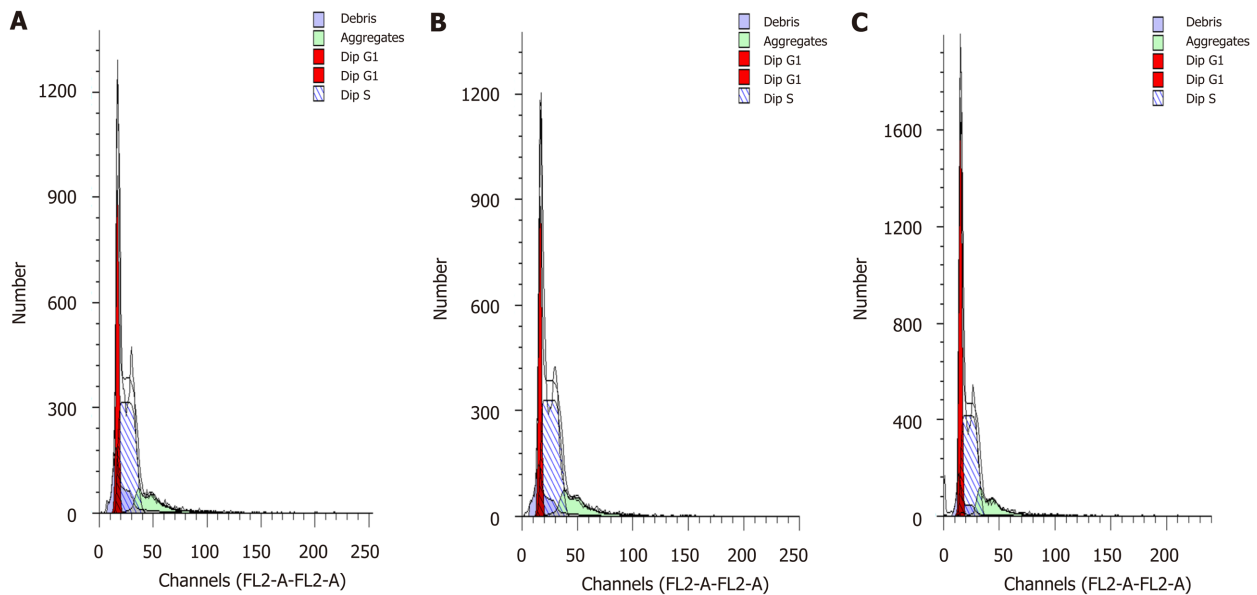 A
Debris
Aggregates
Dip G1
Dip G1
Dip S
1200
900
600
300
0
Number
0 50 100 150 200 250
Channels (FL2-A-FL2-A)
B
Debris
Aggregates
Dip G1
Dip G1
Dip S
1200
900
600
300
0
Number
0 50 100 150 200 250
Channels (FL2-A-FL2-A)
C
Debris
Aggregates
Dip G1
Dip G1
Dip S
1600
1200
800
400
0
Number
0 50 100 150 200
Channels (FL2-A-FL2-A)